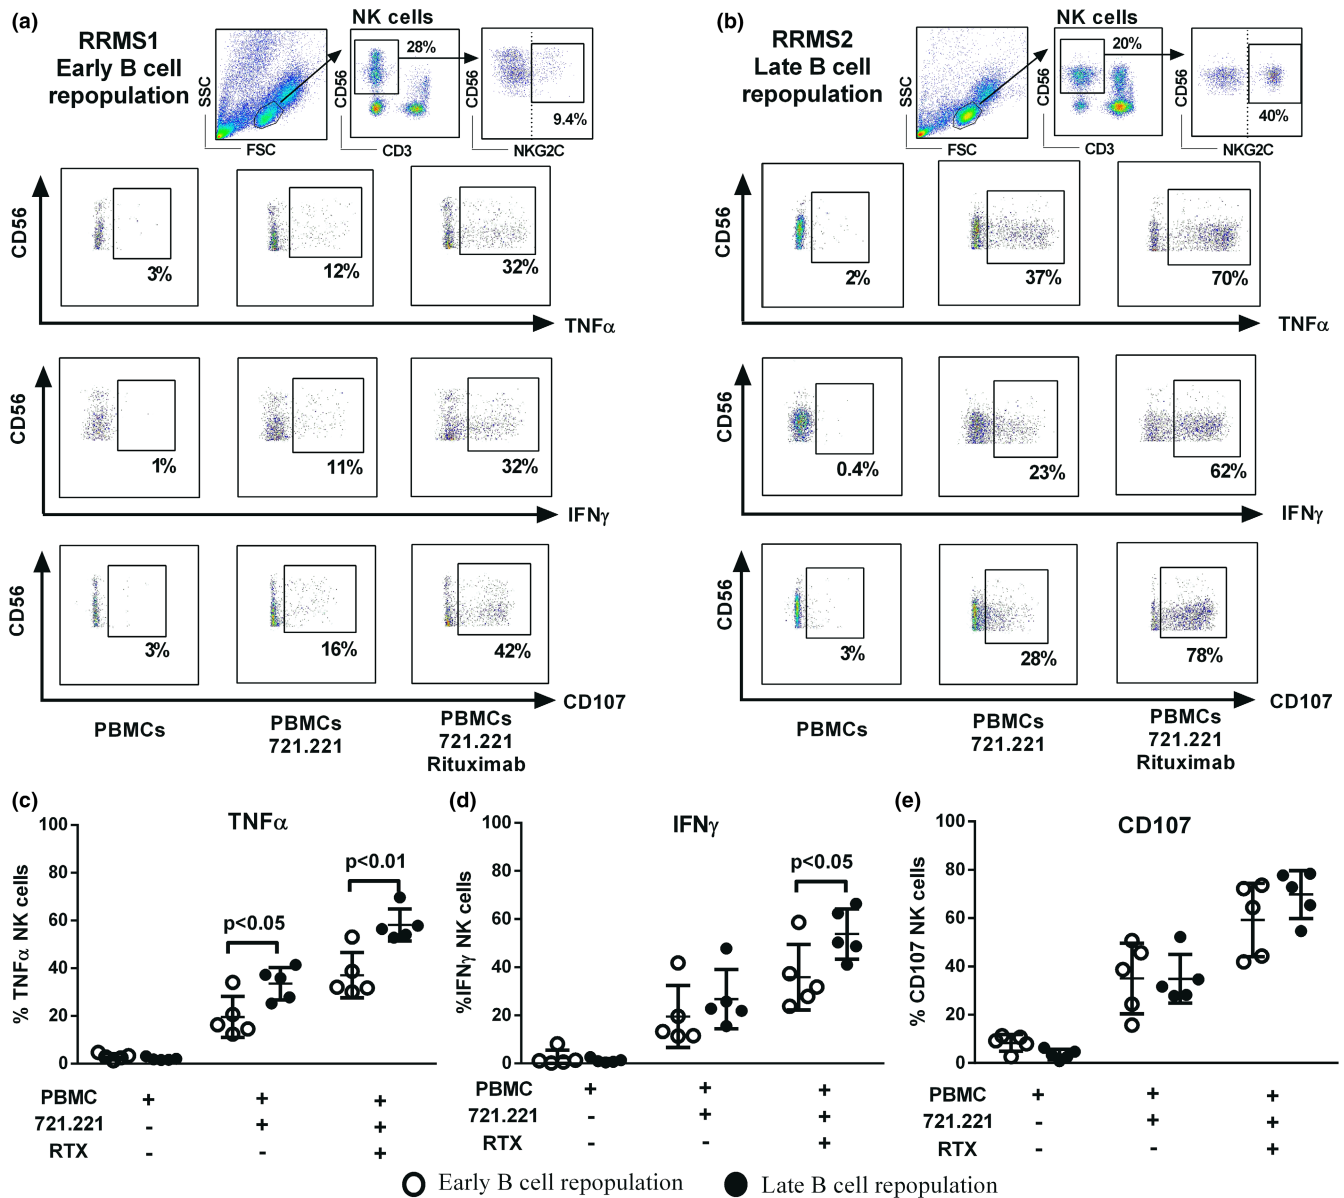 (a)
RRMS1
Early B cell
repopulation
NK cells
28%
9.4%
SSC
FSC
CD56
CD3
CD56
NKG2C
CD56
3%
12%
32%
TNFα
CD56
1%
11%
32%
IFNγ
CD56
3%
16%
42%
CD107
PBMCs
PBMCs
721.221
PBMCs
721.221
Rituximab
(b)
RRMS2
Late B cell
repopulation
NK cells
20%
40%
SSC
FSC
CD56
CD3
CD56
NKG2C
CD56
2%
37%
70%
TNFα
CD56
0.4%
23%
62%
IFNγ
CD56
3%
28%
78%
CD107
PBMCs
PBMCs
721.221
PBMCs
721.221
Rituximab
(c)
TNFα
% TNFα NK cells
100
80
60
40
20
0
p<0.05
p<0.01
PBMC + + +
721.221 - + +
RTX - - +
(d)
IFNγ
%IFNγ NK cells
100
80
60
40
20
0
p<0.05
PBMC + + +
721.221 - + +
RTX - - +
(e)
CD107
% CD107 NK cells
100
80
60
40
20
0
PBMC + + +
721.221 - + +
RTX - - +
Early B cell repopulation
Late B cell repopulation